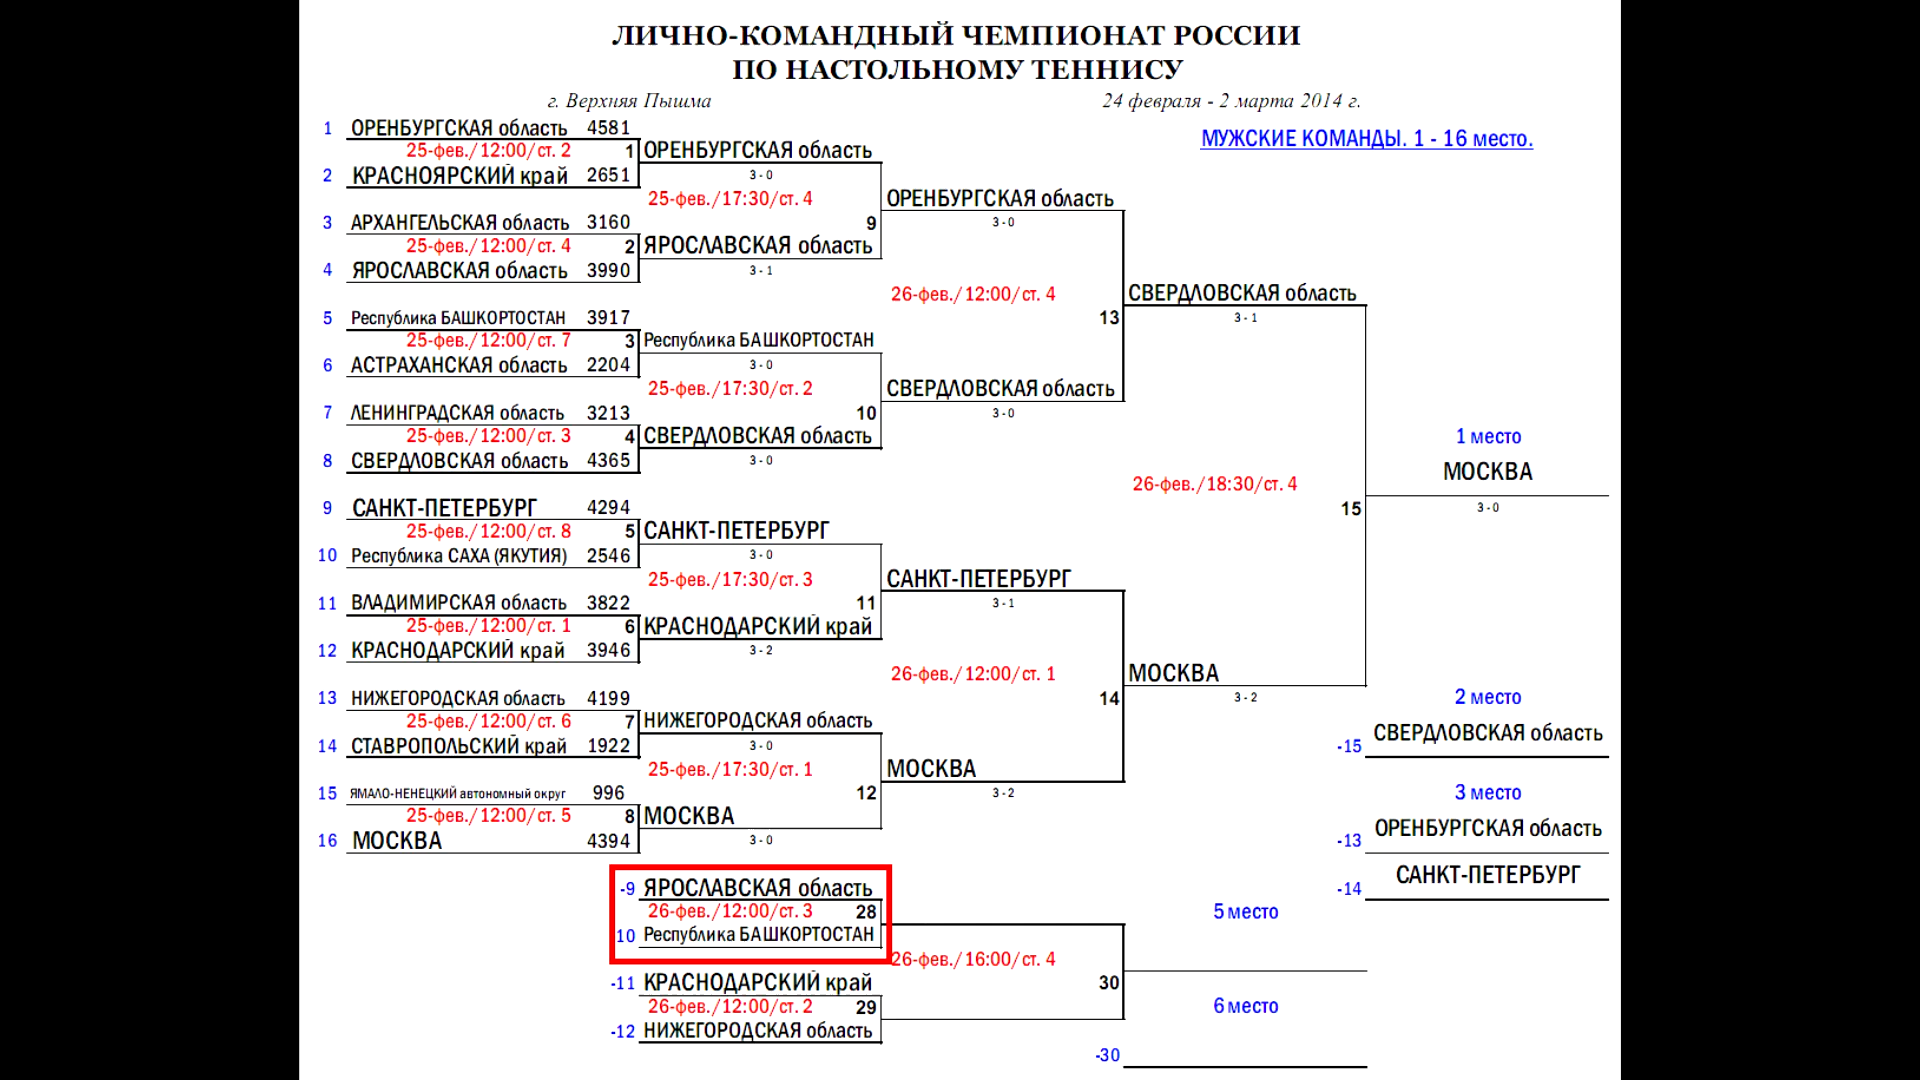 ЛИЧНО-КОМАНДНЫЙ ЧЕМПИОНАТ РОССИИ
ПО НАСТОЛЬНОМУ ТЕННИСУ
г. Верхняя Пышма 24 февраля - 2 марта 2014 г.
МУЖСКИЕ КОМАНДЫ. 1 - 16 место.
1 ОРЕНБУРГСКАЯ область 4581
25-фев./12:00/ст. 2 1
2 КРАСНОЯРСКИЙ край 2651
3 АРХАНГЕЛЬСКАЯ область 3160
25-фев./12:00/ст. 4 2
4 ЯРОСЛАВСКАЯ область 3990
5 Республика БАШКОРТОСТАН 3917
25-фев./12:00/ст. 7 3
6 АСТРАХАНСКАЯ область 2204
7 ЛЕНИНГРАДСКАЯ область 3213
25-фев./12:00/ст. 3 4
8 СВЕРДЛОВСКАЯ область 4365
9 САНКТ-ПЕТЕРБУРГ 4294
25-фев./12:00/ст. 8 5
10 Республика САХА (ЯКУТИЯ) 2546
11 ВЛАДИМИРСКАЯ область 3822
25-фев./12:00/ст. 1 6
12 КРАСНОДАРСКИЙ край 3946
13 НИЖЕГОРОДСКАЯ область 4199
25-фев./12:00/ст. 6 7
14 СТАВРОПОЛЬСКИЙ край 1922
15 ЯМАЛО-НЕНЕЦКИЙ автономный округ 996
25-фев./12:00/ст. 5 8
16 МОСКВА 4394
ОРЕНБУРГСКАЯ область
3 - 0
25-фев./17:30/ст. 4
9
ЯРОСЛАВСКАЯ область
3 - 1
Республика БАШКОРТОСТАН
3 - 0
25-фев./17:30/ст. 2
10
СВЕРДЛОВСКАЯ область
3 - 0
САНКТ-ПЕТЕРБУРГ
3 - 0
25-фев./17:30/ст. 3
11
КРАСНОДАРСКИЙ край
3 - 2
НИЖЕГОРОДСКАЯ область
3 - 0
25-фев./17:30/ст. 1
12
МОСКВА
3 - 0
ОРЕНБУРГСКАЯ область
3 - 0
26-фев./12:00/ст. 4
13
СВЕРДЛОВСКАЯ область
3 - 0
САНКТ-ПЕТЕРБУРГ
3 - 1
26-фев./12:00/ст. 1
14
МОСКВА
3 - 2
СВЕРДЛОВСКАЯ область
3 - 1
26-фев./18:30/ст. 4
15
МОСКВА
3 - 2
1 место
МОСКВА
3 - 0
2 место
-15 СВЕРДЛОВСКАЯ область
3 место
-13 ОРЕНБУРГСКАЯ область
-14 САНКТ-ПЕТЕРБУРГ
-9 ЯРОСЛАВСКАЯ область
26-фев./12:00/ст. 3 28
10 Республика БАШКОРТОСТАН
-11 КРАСНОДАРСКИЙ край
26-фев./12:00/ст. 2 29
-12 НИЖЕГОРОДСКАЯ область
26-фев./16:00/ст. 4
30
5 место
6 место
-30